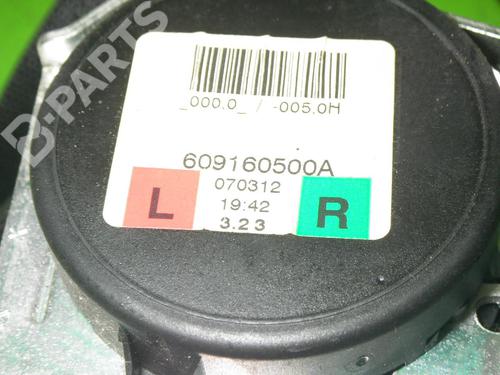 B-PARTS
_000.0_ / -005.0H
609160500A
070312
L 19:42 R
3.23